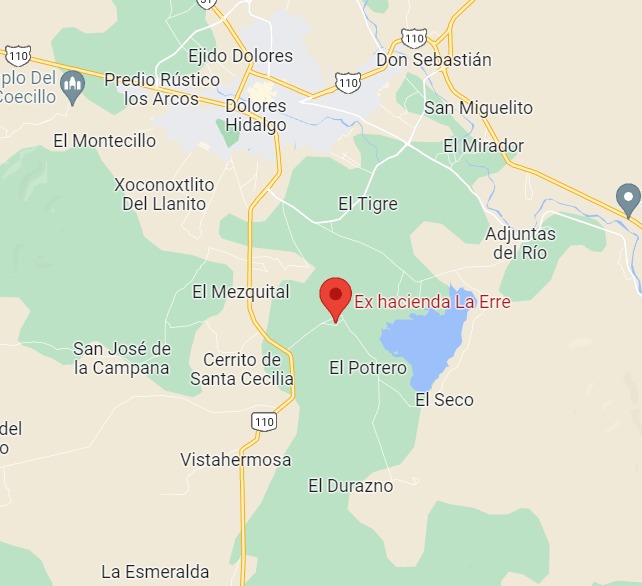 51
110
Ejido Dolores
110
Don Sebastián
plo Del
Coecillo
Predio Rústico
los Arcos
110
Dolores
Hidalgo
San Miguelito
El Montecillo
El Mirador
Xoconoxtlito
Del Llanito
El Tigre
Adjuntas
del Río
El Mezquital
Ex hacienda La Erre
San José de
la Campana
Cerrito de
Santa Cecilia
El Potrero
El Seco
110
del
o
Vistahermosa
El Durazno
La Esmeralda